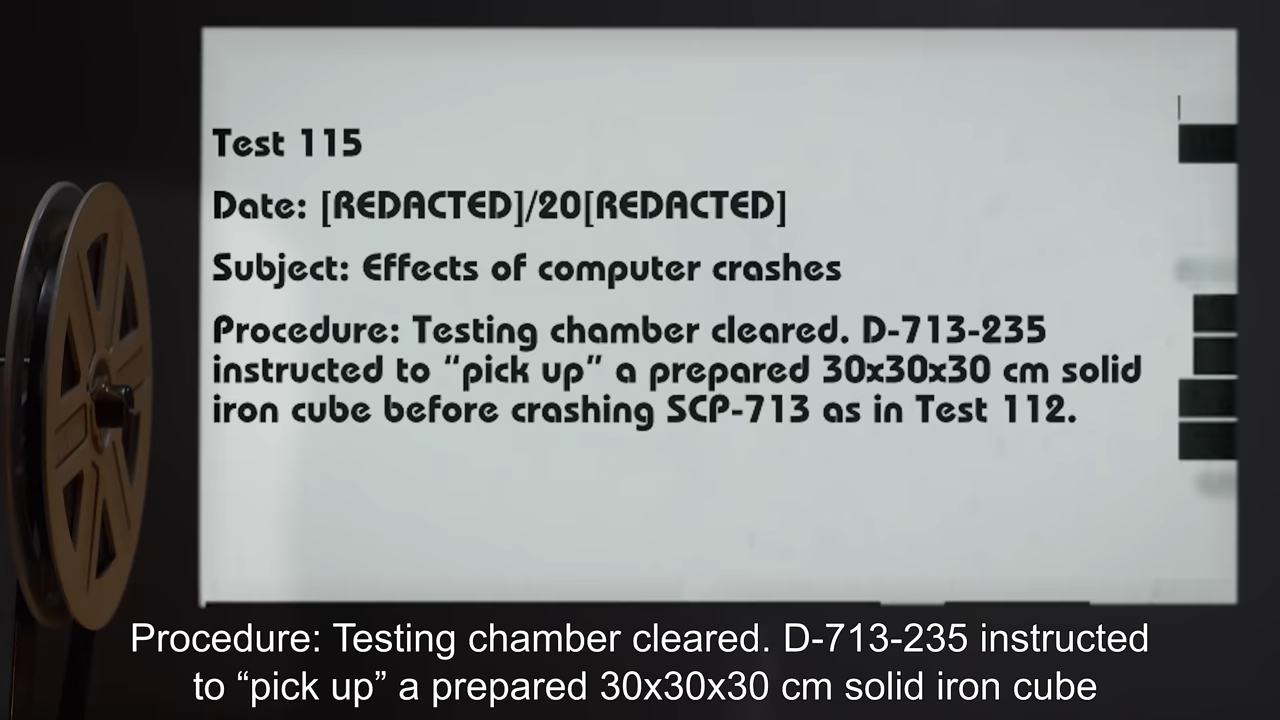 Test 115
Date: [REDACTED]/20[REDACTED]
Subject: Effects of computer crashes
Procedure: Testing chamber cleared. D-713-235
instructed to “pick up” a prepared 30x30x30 cm solid
iron cube before crashing SCP-713 as in Test 112.
Procedure: Testing chamber cleared. D-713-235 instructed
to “pick up” a prepared 30x30x30 cm solid iron cube